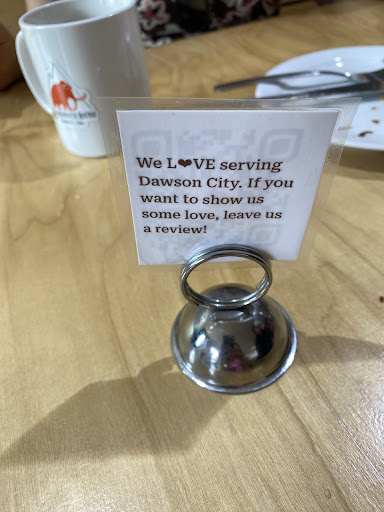 We L❤VE serving
Dawson City. If you
want to show us
some love, leave us
a review!